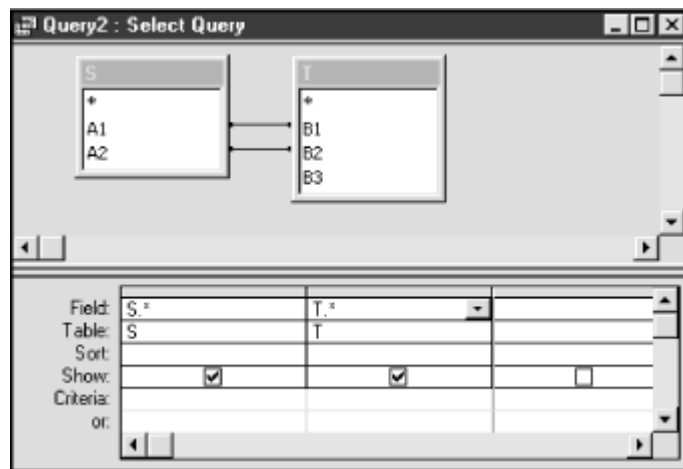 Query2 : Select Query
S
*
A1
A2
T
*
B1
B2
B3
Field: S.* T.*
Table: S T
Sort:
Show:
Criteria:
or: